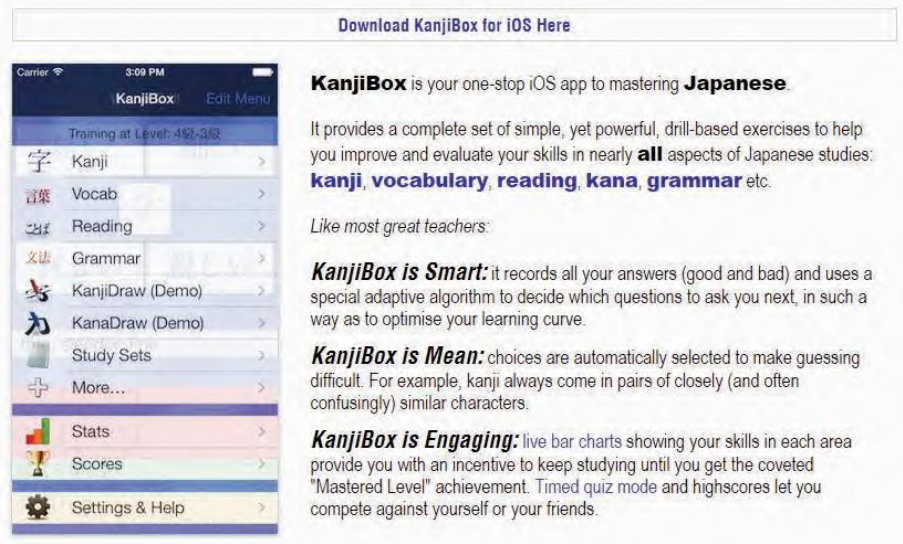 Download KanjiBox for iOS Here
Carrier 3:09 PM
KanjiBox Edit Menu
Training at Level: 4級-3級
字 Kanji
言葉 Vocab
ことば Reading
文法 Grammar
KanjiDraw (Demo)
力 KanaDraw (Demo)
Study Sets
More...
Stats
Scores
Settings & Help
KanjiBox is your one-stop iOS app to mastering Japanese.
It provides a complete set of simple, yet powerful, drill-based exercises to help
you improve and evaluate your skills in nearly all aspects of Japanese studies:
kanji, vocabulary, reading, kana, grammar etc.
Like most great teachers:
KanjiBox is Smart: it records all your answers (good and bad) and uses a
special adaptive algorithm to decide which questions to ask you next, in such a
way as to optimise your learning curve.
KanjiBox is Mean: choices are automatically selected to make guessing
difficult. For example, kanji always come in pairs of closely (and often
confusingly) similar characters.
KanjiBox is Engaging: live bar charts showing your skills in each area
provide you with an incentive to keep studying until you get the coveted
"Mastered Level" achievement. Timed quiz mode and highscores let you
compete against yourself or your friends.